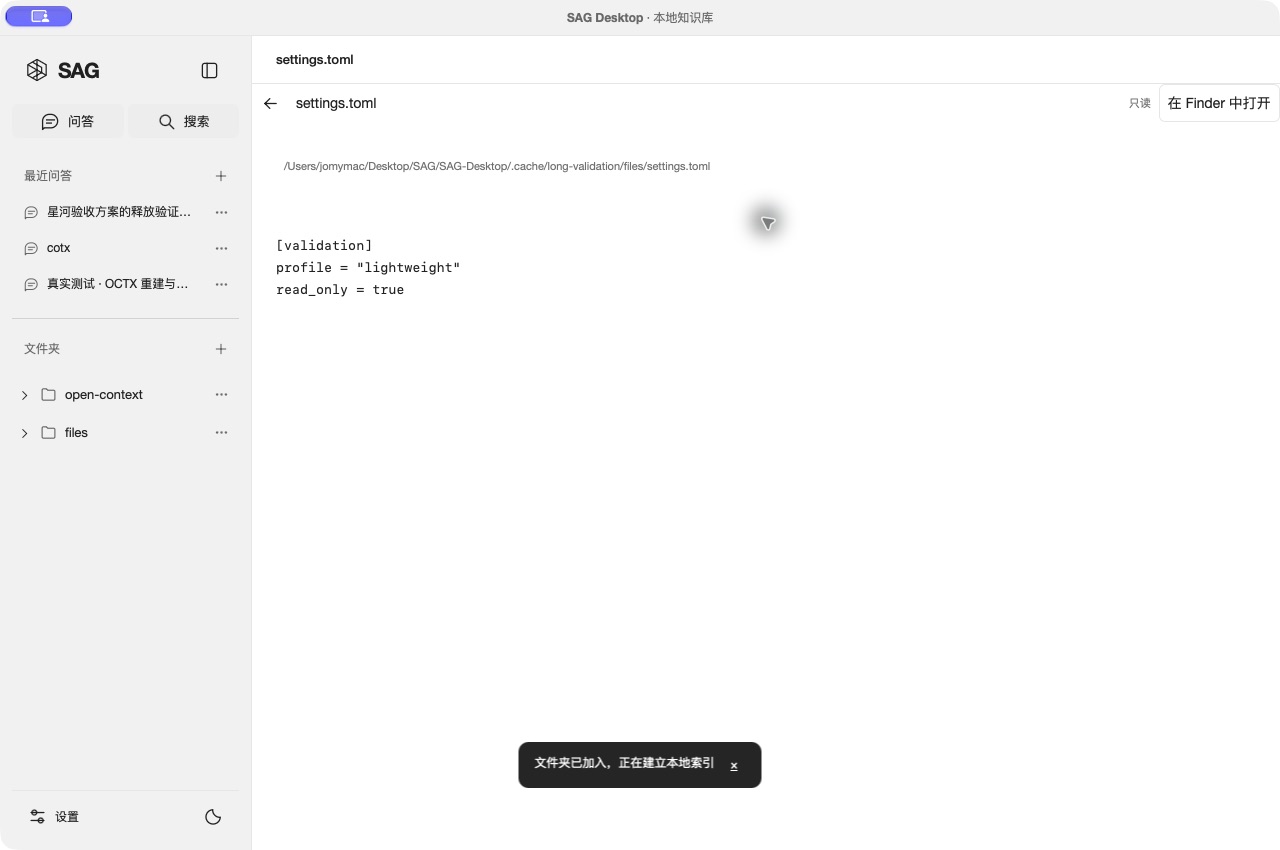 SAG Desktop · 本地知识库
SAG
问答
搜索
最近问答
星河验收方案的释放验证...
cotx
真实测试 · OCTX 重建与...
文件夹
open-context
files
设置
settings.toml
settings.toml
只读
在 Finder 中打开
/Users/jomymac/Desktop/SAG/SAG-Desktop/.cache/long-validation/files/settings.toml
[validation]
profile = "lightweight"
read_only = true
文件夹已加入，正在建立本地索引 ×